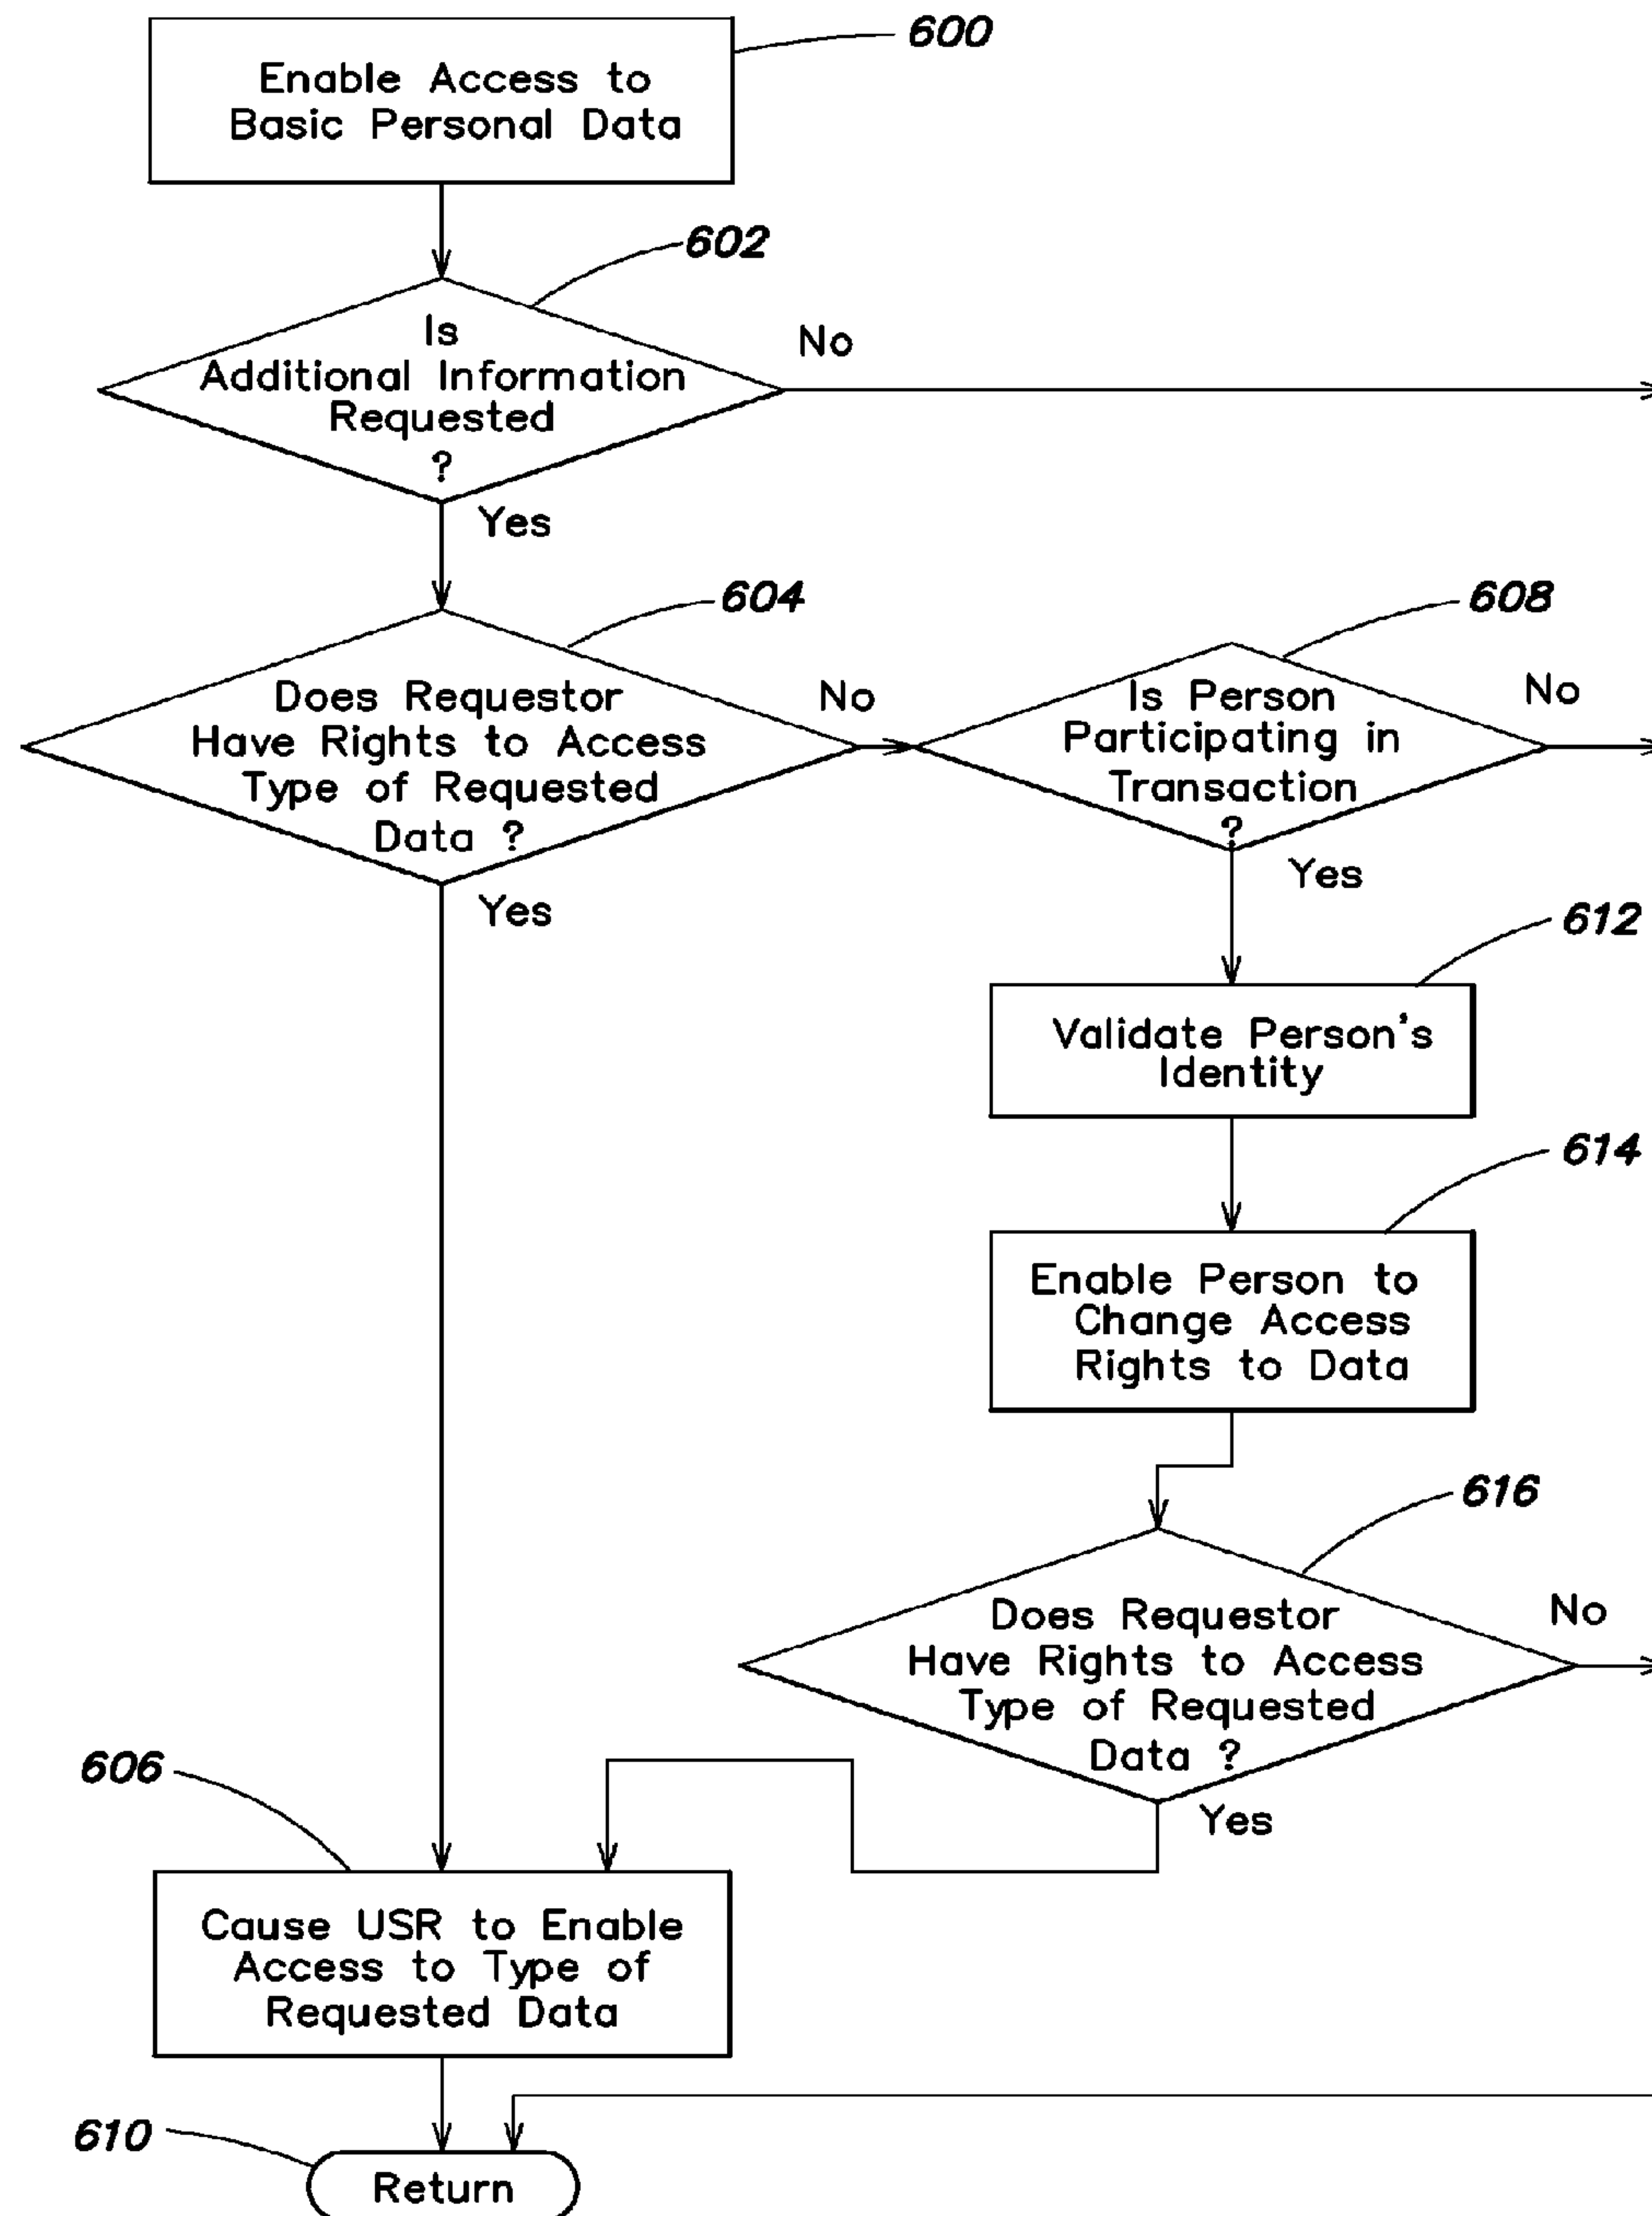 600
Enable Access to
Basic Personal Data
602
Is
Additional Information
Requested
?
No
Yes
604
Does Requestor
Have Rights to Access
Type of Requested
Data ?
No
Yes
608
Is Person
Participating in
Transaction
?
No
Yes
612
Validate Person's
Identity
614
Enable Person to
Change Access
Rights to Data
616
Does Requestor
Have Rights to Access
Type of Requested
Data ?
No
Yes
606
Cause USR to Enable
Access to Type of
Requested Data
610
Return